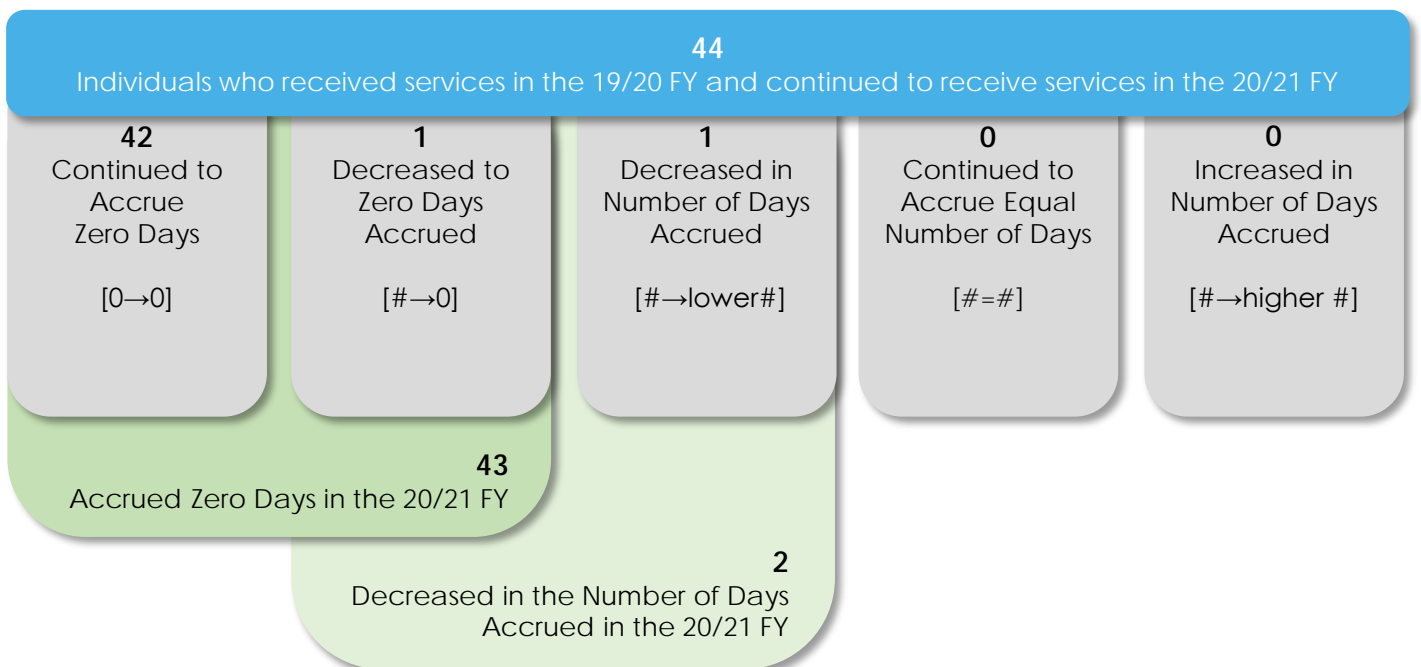 44
Individuals who received services in the 19/20 FY and continued to receive services in the 20/21 FY
42
Continued to
Accrue
Zero Days
[0→0]
1
Decreased to
Zero Days
Accrued
[#→0]
1
Decreased in
Number of Days
Accrued
[#→lower#]
0
Continued to
Accrue Equal
Number of Days
[#=#]
0
Increased in
Number of Days
Accrued
[#→higher #]
43
Accrued Zero Days in the 20/21 FY
2
Decreased in the Number of Days
Accrued in the 20/21 FY